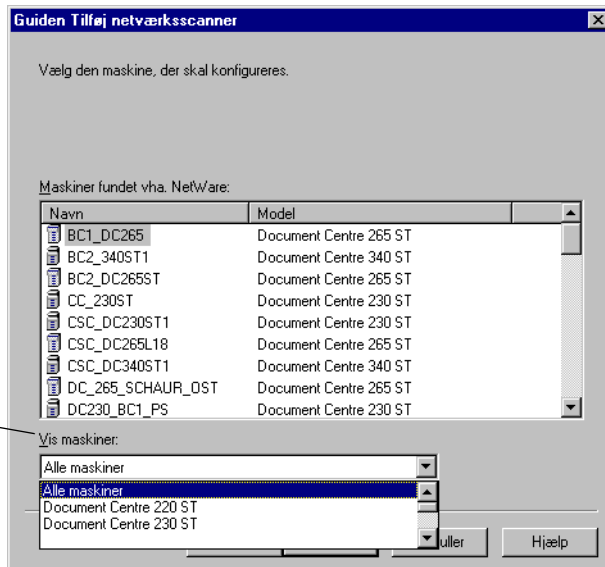 Guiden Tilføj netværksscanner
Vælg den maskine, der skal konfigureres.
Maskiner fundet vha. NetWare:
Navn Model
BC1_DC265 Document Centre 265 ST
BC2_340ST1 Document Centre 340 ST
BC2_DC265ST Document Centre 265 ST
CC_230ST Document Centre 230 ST
CSC_DC230ST1 Document Centre 230 ST
CSC_DC265L18 Document Centre 265 ST
CSC_DC340ST1 Document Centre 340 ST
DC_265_SCHAUR_OST Document Centre 265 ST
DC230_BC1_PS Document Centre 230 ST
Vis maskiner:
Alle maskiner
Alle maskiner
Document Centre 220 ST
Document Centre 230 ST
uller Hjælp